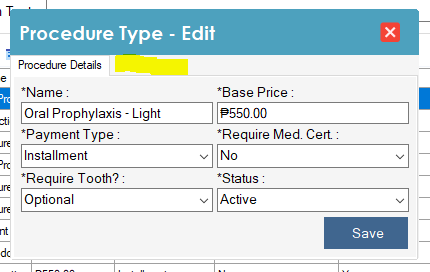 Procedure Type - Edit
Procedure Details
*Name :
*Base Price :
Oral Prophylaxis - Light
₱550.00
*Payment Type :
*Require Med. Cert. :
Installment
No
*Require Tooth? :
*Status :
Optional
Active
Save